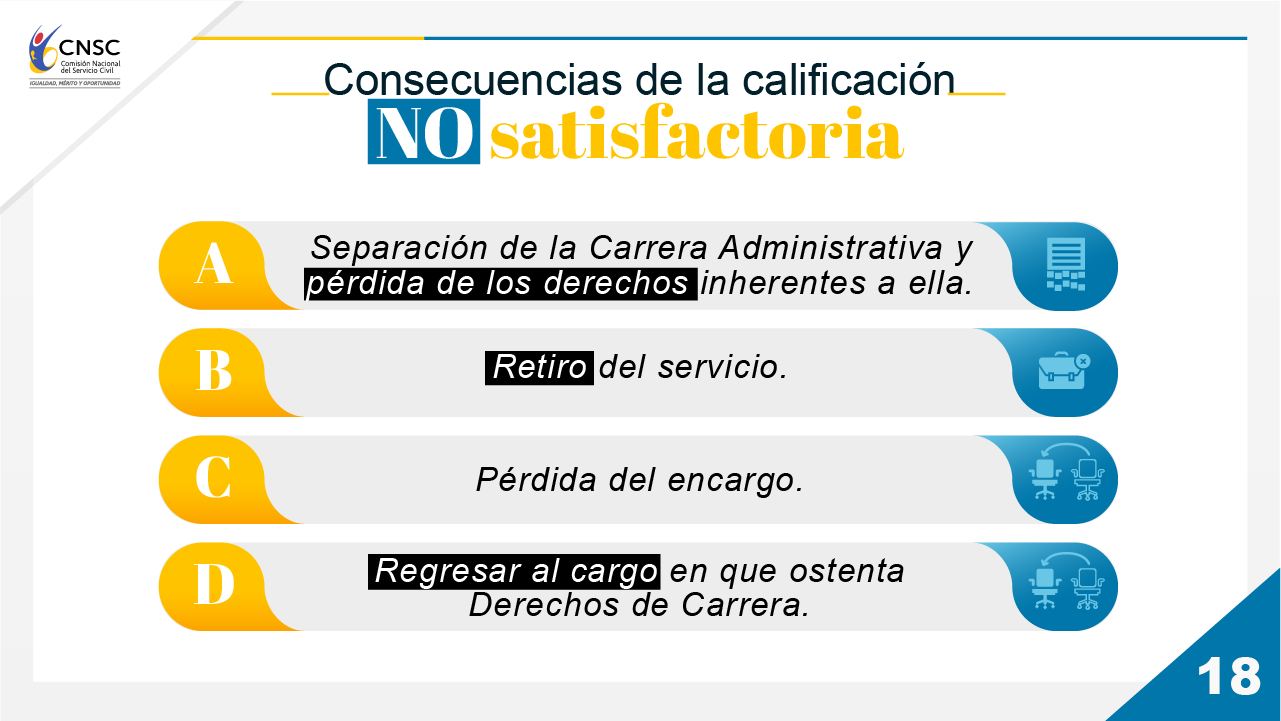 CNSC
Comisión Nacional
del Servicio Civil
IGUALDAD, MÉRITO Y OPORTUNIDAD
Consecuencias de la calificación
NO satisfactoria
A
Separación de la Carrera Administrativa y
pérdida de los derechos inherentes a ella.
B
Retiro del servicio.
C
Pérdida del encargo.
D
Regresar al cargo en que ostenta
Derechos de Carrera.
18